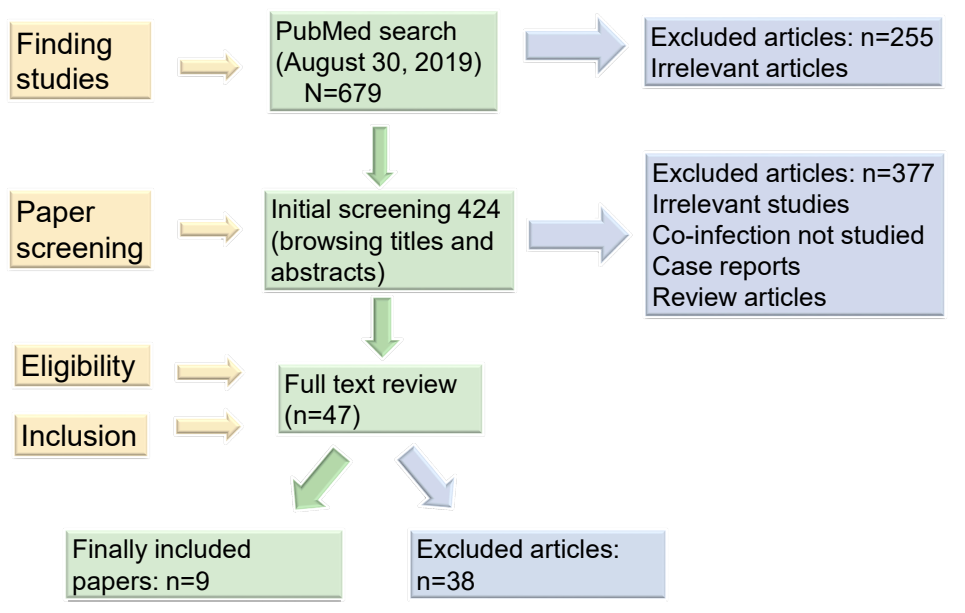 Finding
studies
PubMed search
(August 30, 2019)
N=679
Excluded articles: n=255
Irrelevant articles
Paper
screening
Initial screening 424
(browsing titles and
abstracts)
Excluded articles: n=377
Irrelevant studies
Co-infection not studied
Case reports
Review articles
Eligibility
Inclusion
Full text review
(n=47)
Finally included
papers: n=9
Excluded articles:
n=38